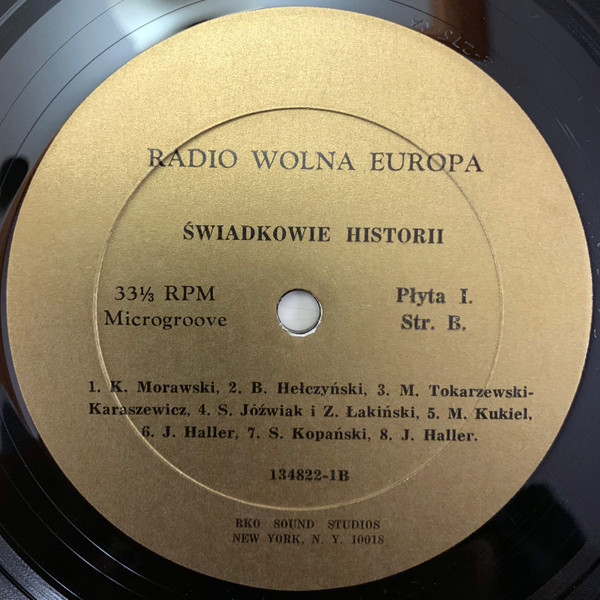 RADIO WOLNA EUROPA
ŚWIADKOWIE HISTORII
33⅓ RPM
Microgroove
Płyta I.
Str. B.
1. K. Morawski, 2. B. Hełczyński, 3. M. Tokarzewski-
Karaszewicz, 4. S. Jóźwiak i Z. Łakiński, 5. M. Kukiel,
6. J. Haller, 7. S. Kopański, 8. J. Haller.
134822-1B
RKO SOUND STUDIOS
NEW YORK, N. Y. 10018